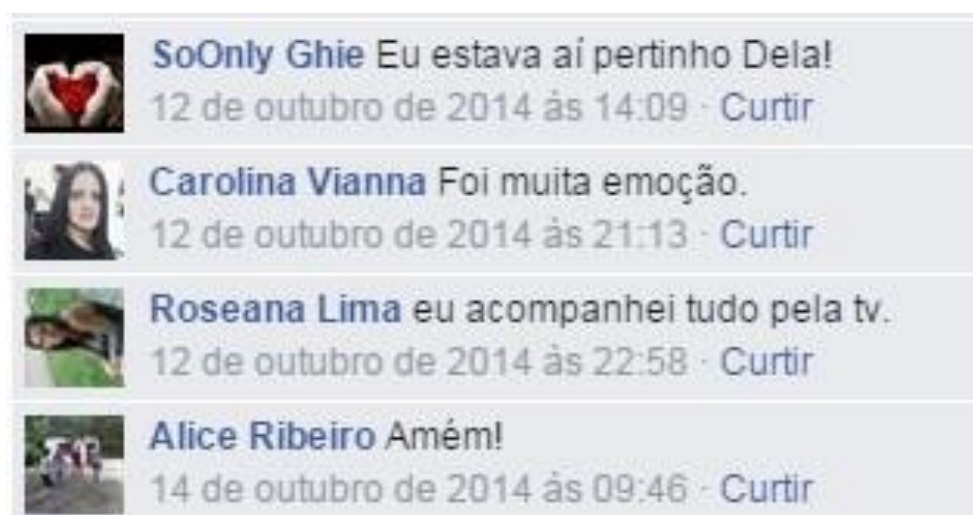 SoOnly Ghie Eu estava aí pertinho Dela!
12 de outubro de 2014 às 14:09 · Curtir
Carolina Vianna Foi muita emoção.
12 de outubro de 2014 às 21:13 · Curtir
Roseana Lima eu acompanhei tudo pela tv.
12 de outubro de 2014 às 22:58 · Curtir
Alice Ribeiro Amém!
14 de outubro de 2014 às 09:46 · Curtir